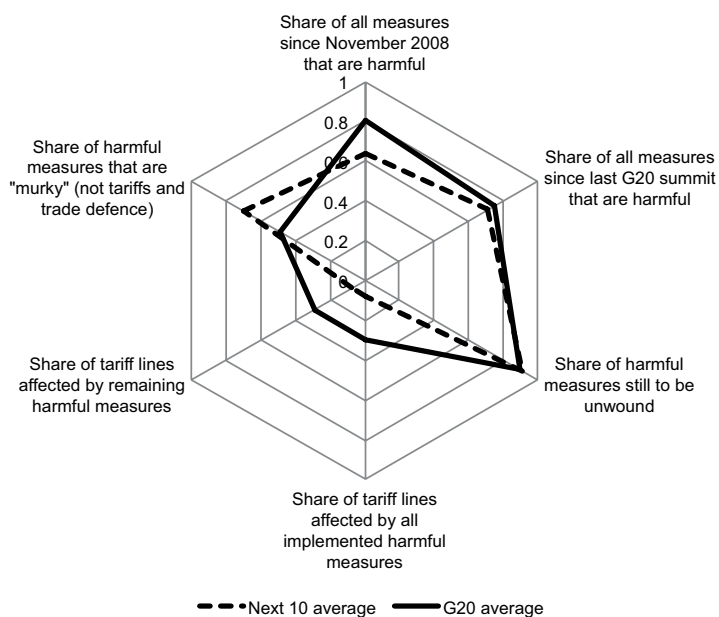 Share of all measures
since November 2008
that are harmful
1
0.8
0.6
0.4
0.2
0
Share of all measures
since last G20 summit
that are harmful
Share of harmful
measures still to be
unwound
Share of tariff lines
affected by all
implemented harmful
measures
Share of tariff lines
affected by remaining
harmful measures
Share of harmful
measures that are
"murky" (not tariffs and
trade defence)
Next 10 average
G20 average